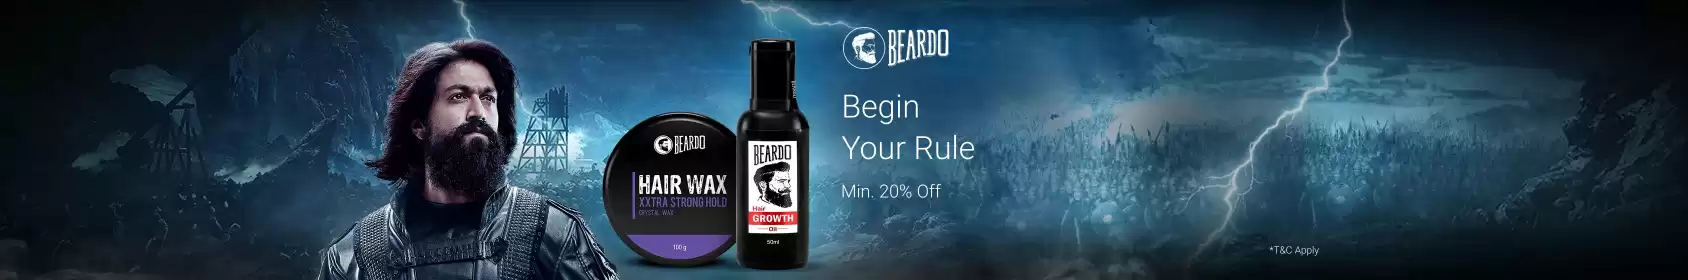 BEARDO
HAIR WAX
XXTRA STRONG HOLD
CRYSTAL WAX
100 g
BEARDO
Hair
GROWTH
Oil
50ml
BEARDO
Begin
Your Rule
Min. 20% Off
*T&C Apply